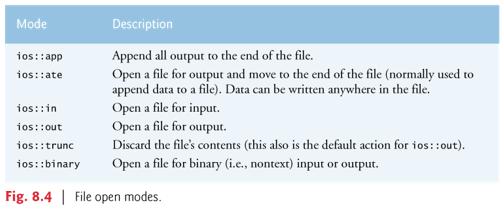 Mode Description
ios::app Append all output to the end of the file.
ios::ate Open a file for output and move to the end of the file (normally used to
append data to a file). Data can be written anywhere in the file.
ios::in Open a file for input.
ios::out Open a file for output.
ios::trunc Discard the file's contents (this also is the default action for ios::out).
ios::binary Open a file for binary (i.e., nontext) input or output.
Fig. 8.4 | File open modes.